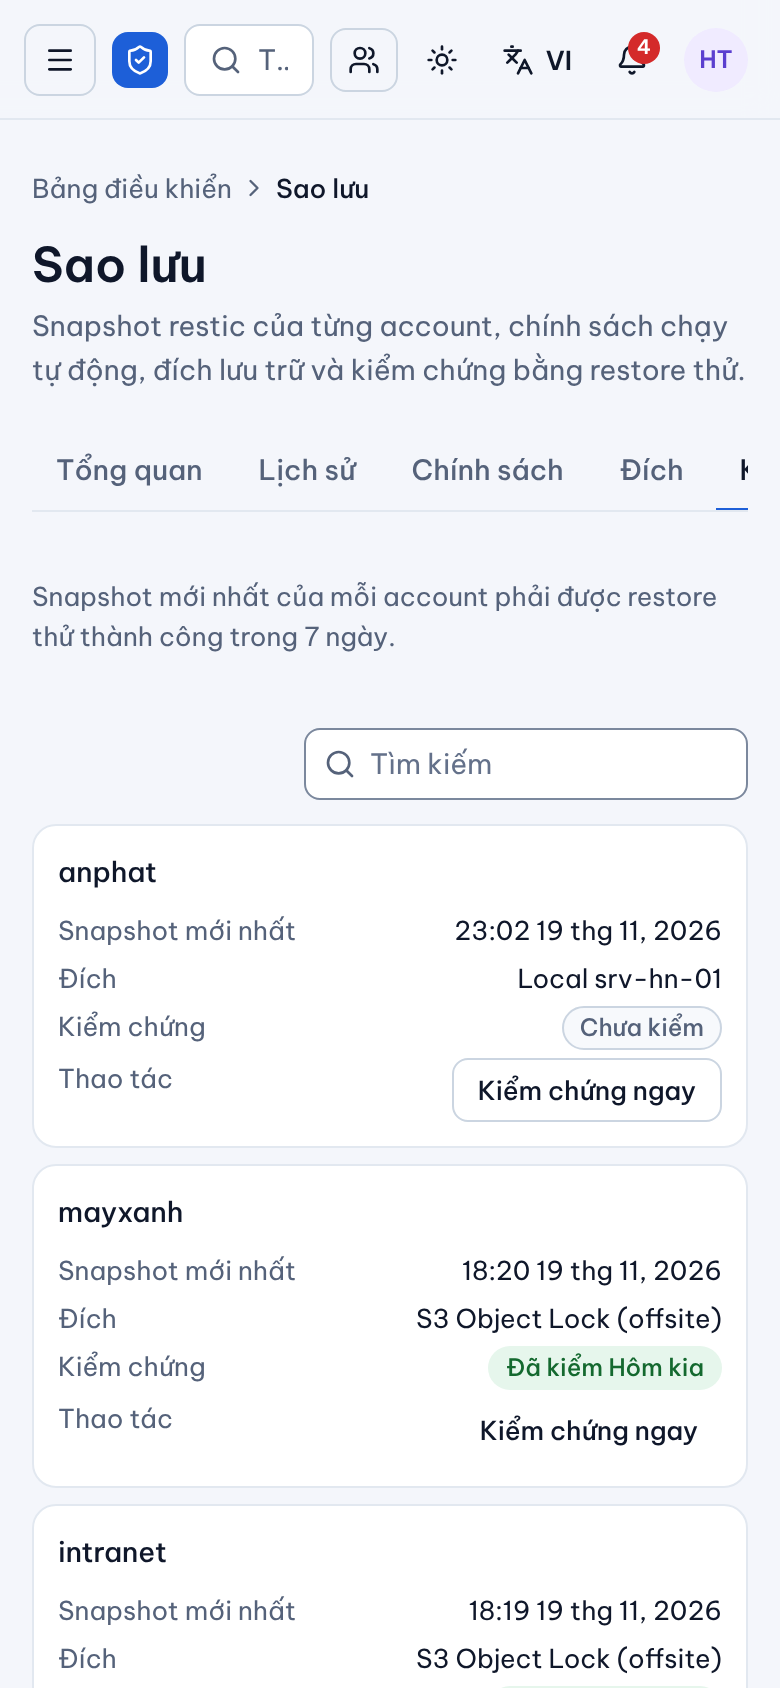 T..
VI
4
HT
Bảng điều khiển > Sao lưu
Sao lưu
Snapshot restic của từng account, chính sách chạy
tự động, đích lưu trữ và kiểm chứng bằng restore thử.
Tổng quan Lịch sử Chính sách Đích
Snapshot mới nhất của mỗi account phải được restore
thử thành công trong 7 ngày.
Tìm kiếm
anphat
Snapshot mới nhất 23:02 19 thg 11, 2026
Đích Local srv-hn-01
Kiểm chứng Chưa kiểm
Thao tác Kiểm chứng ngay
mayxanh
Snapshot mới nhất 18:20 19 thg 11, 2026
Đích S3 Object Lock (offsite)
Kiểm chứng Đã kiểm Hôm kia
Thao tác Kiểm chứng ngay
intranet
Snapshot mới nhất 18:19 19 thg 11, 2026
Đích S3 Object Lock (offsite)